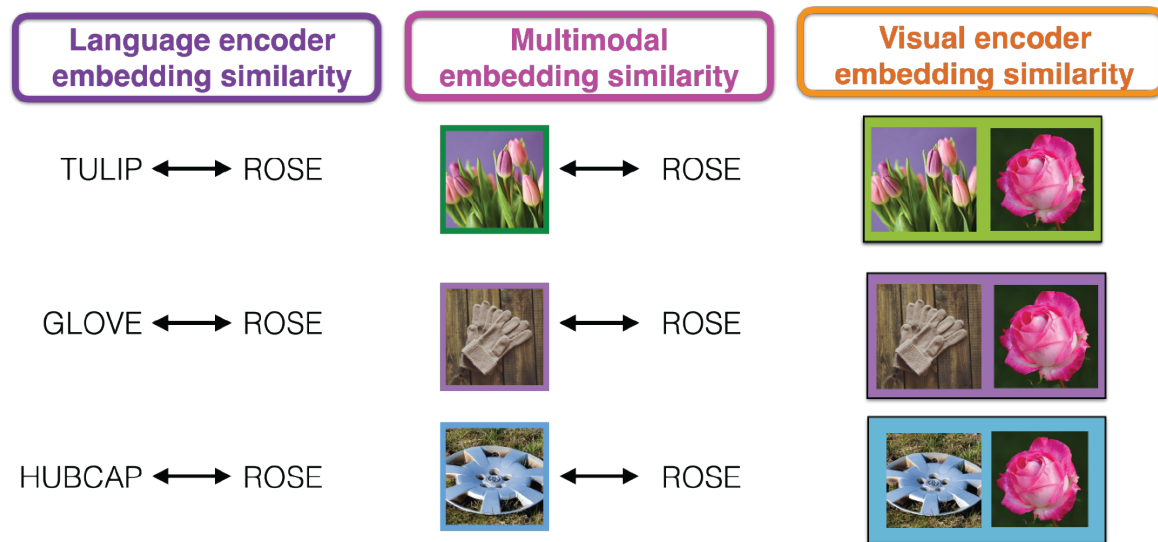 Language encoder
embedding similarity
Multimodal
embedding similarity
Visual encoder
embedding similarity
TULIP ROSE
ROSE
GLOVE ROSE
ROSE
HUBCAP ROSE
ROSE